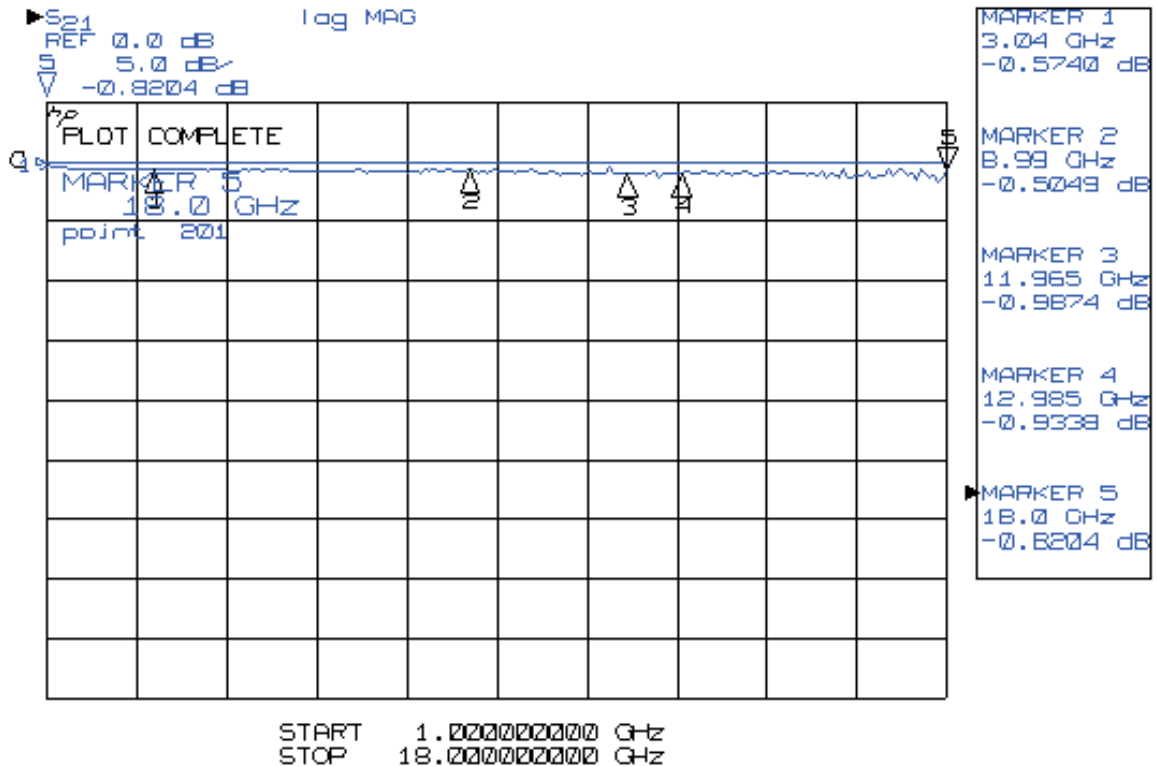 S21 log MAG
REF 0.0 dB
5 5.0 dB/
-0.8204 dB
hp
PLOT COMPLETE
MARKER 5
18.0 GHz
point 201
1 2 3 4 5
MARKER 1
3.04 GHz
-0.5740 dB
MARKER 2
8.99 GHz
-0.5049 dB
MARKER 3
11.965 GHz
-0.9874 dB
MARKER 4
12.985 GHz
-0.9338 dB
MARKER 5
18.0 GHz
-0.8204 dB
START 1.000000000 GHz
STOP 18.000000000 GHz